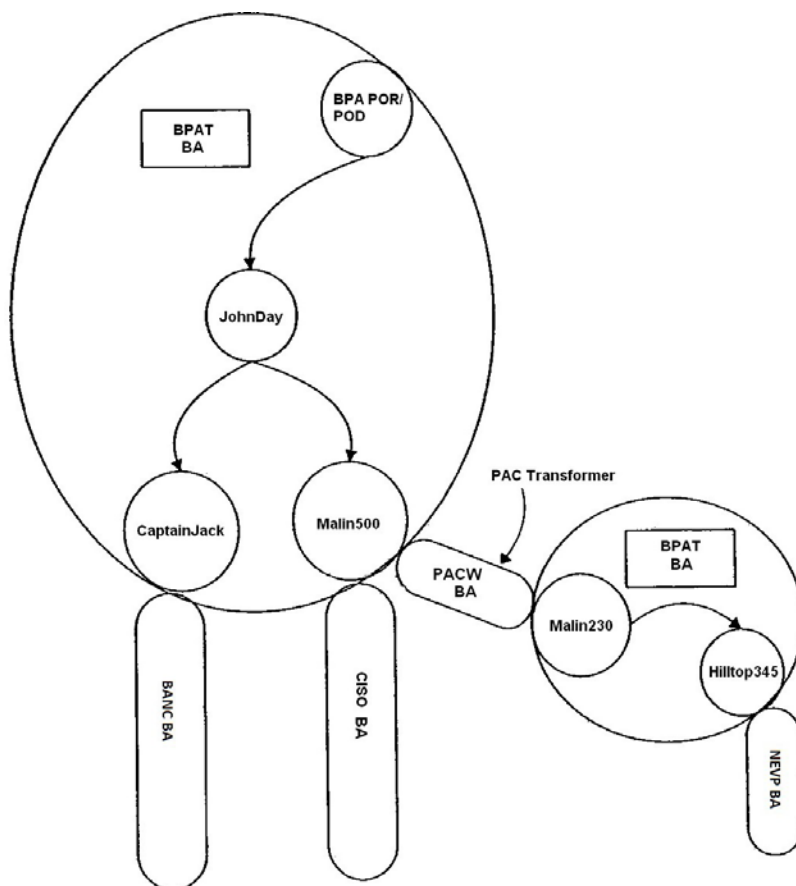 BPA POR/
POD
BPAT
BA
JohnDay
CaptainJack
Malin500
PAC Transformer
PACW
BA
BPAT
BA
Malin230
Hilltop345
BANC BA
CISO BA
NEVP BA